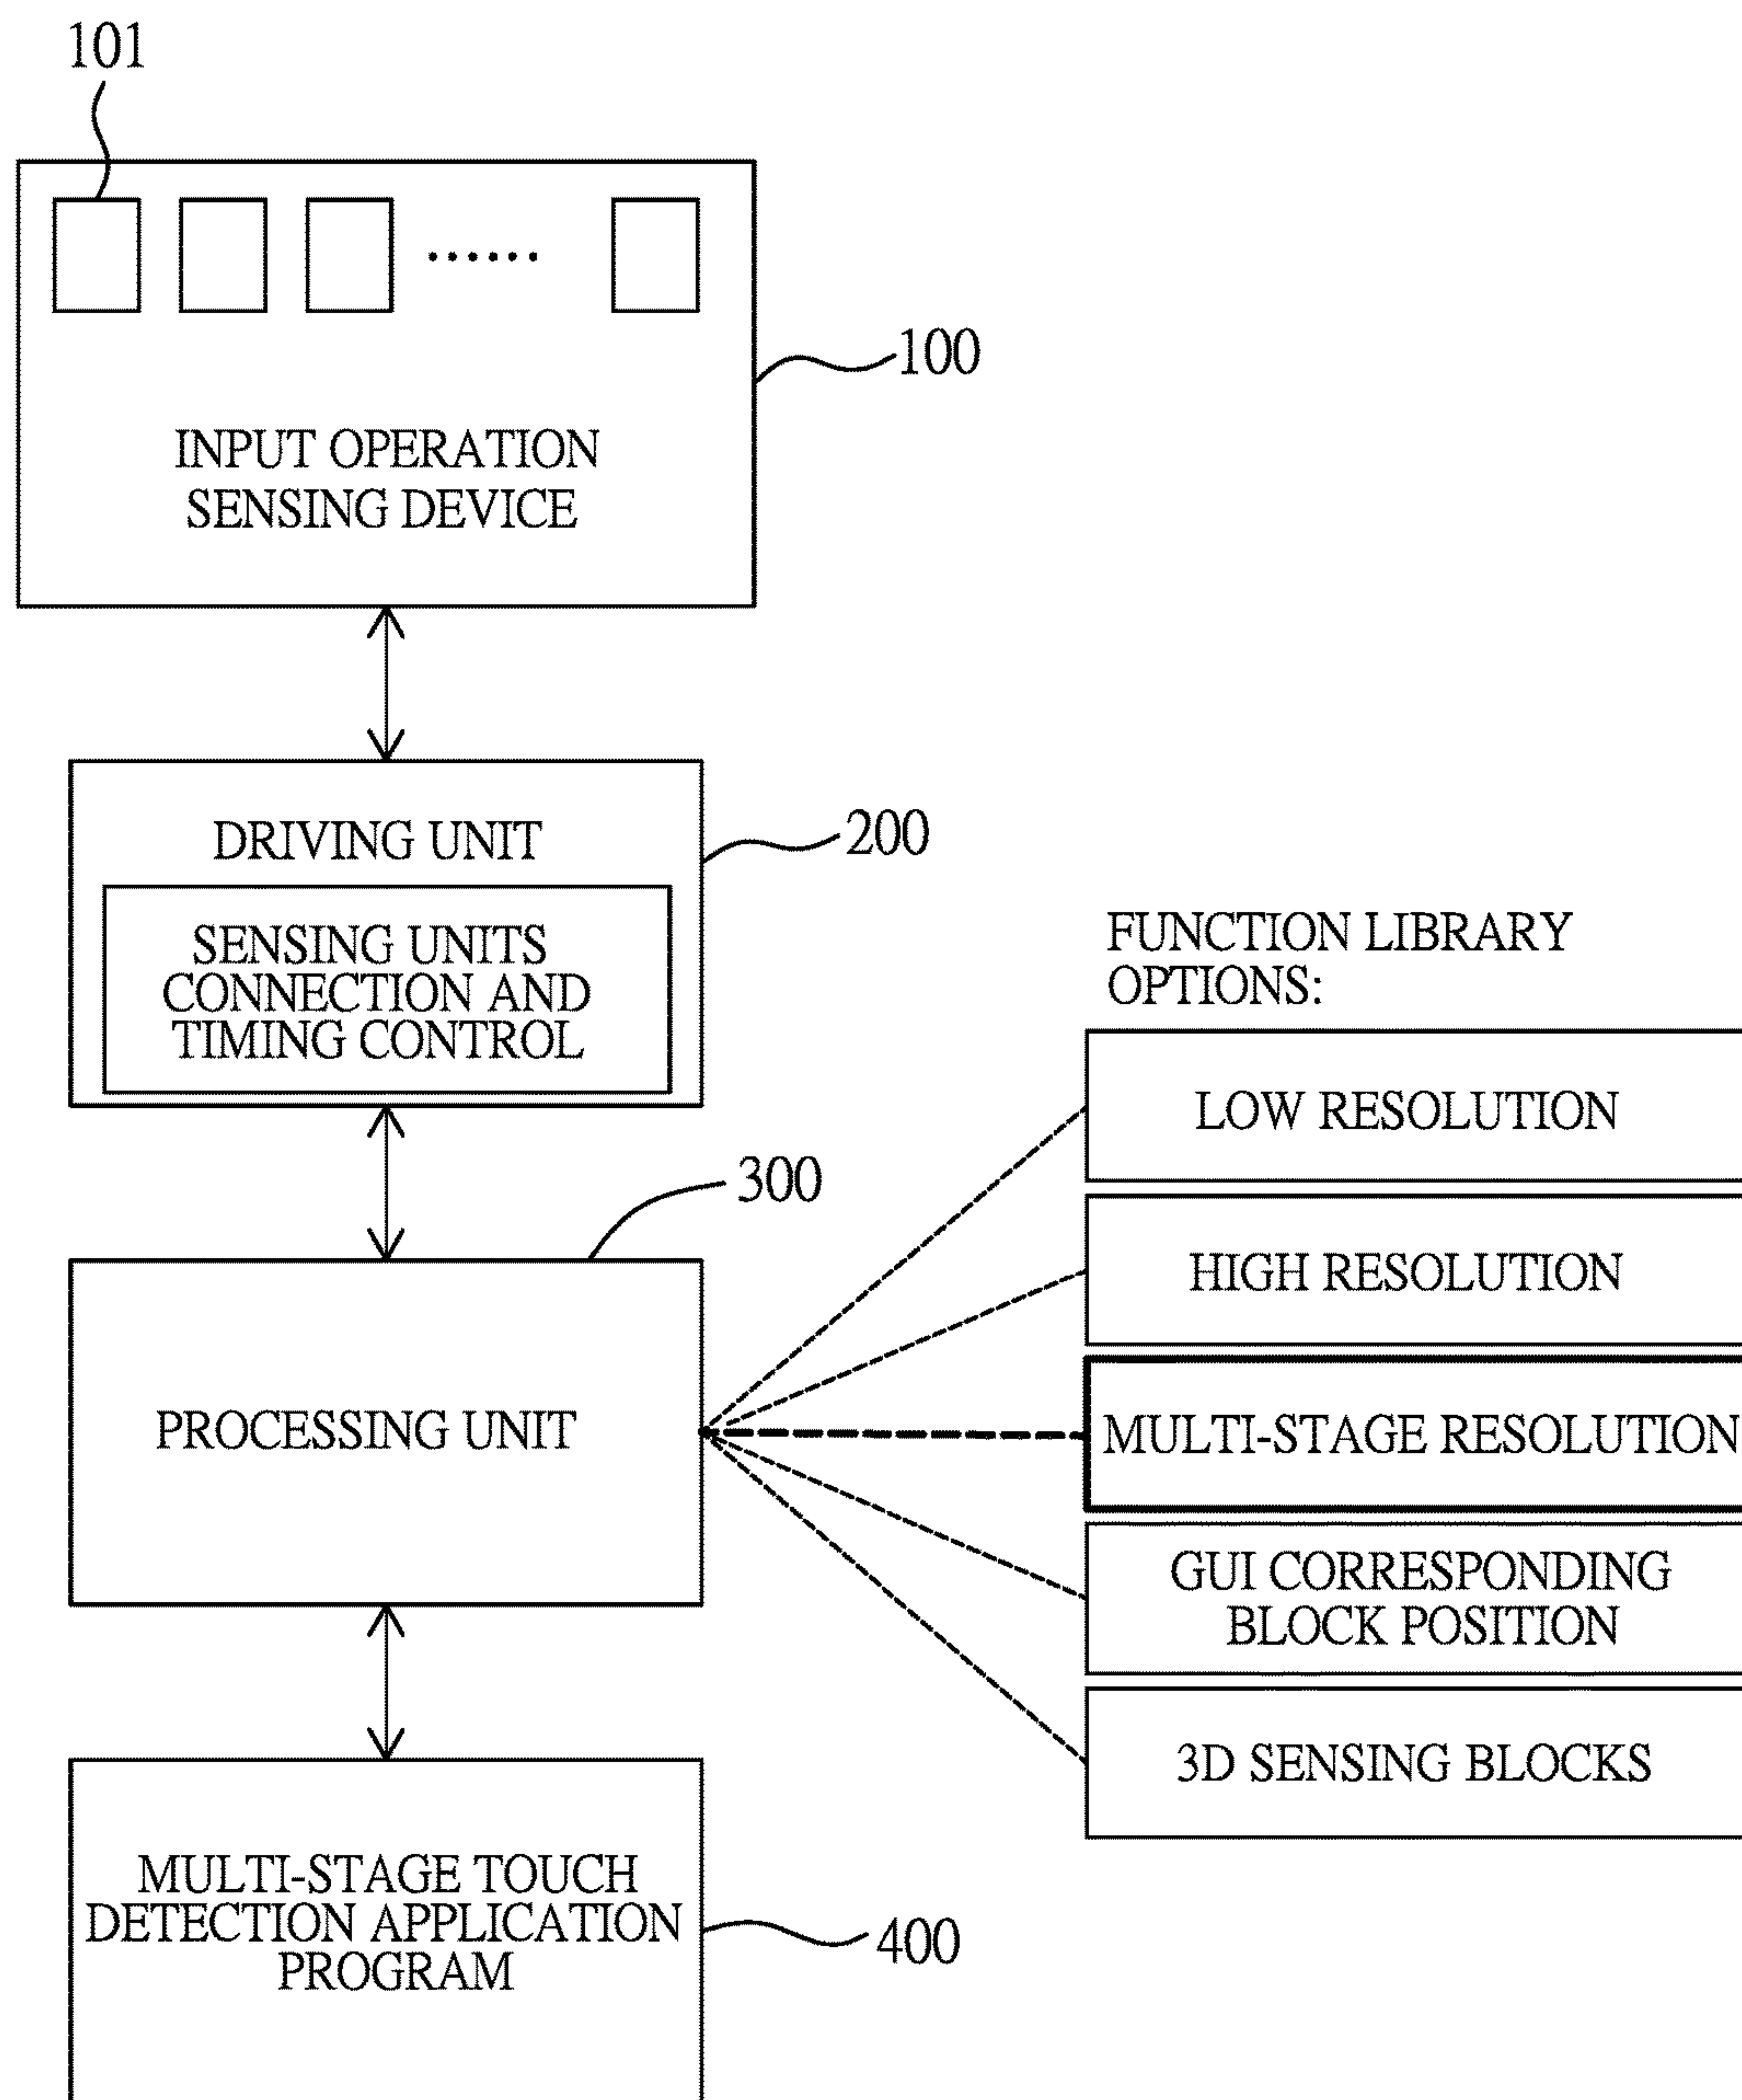 101
100
INPUT OPERATION
SENSING DEVICE
DRIVING UNIT
200
SENSING UNITS
CONNECTION AND
TIMING CONTROL
FUNCTION LIBRARY
OPTIONS:
LOW RESOLUTION
300
HIGH RESOLUTION
PROCESSING UNIT
MULTI-STAGE RESOLUTION
GUI CORRESPONDING
BLOCK POSITION
3D SENSING BLOCKS
MULTI-STAGE TOUCH
DETECTION APPLICATION
PROGRAM
400